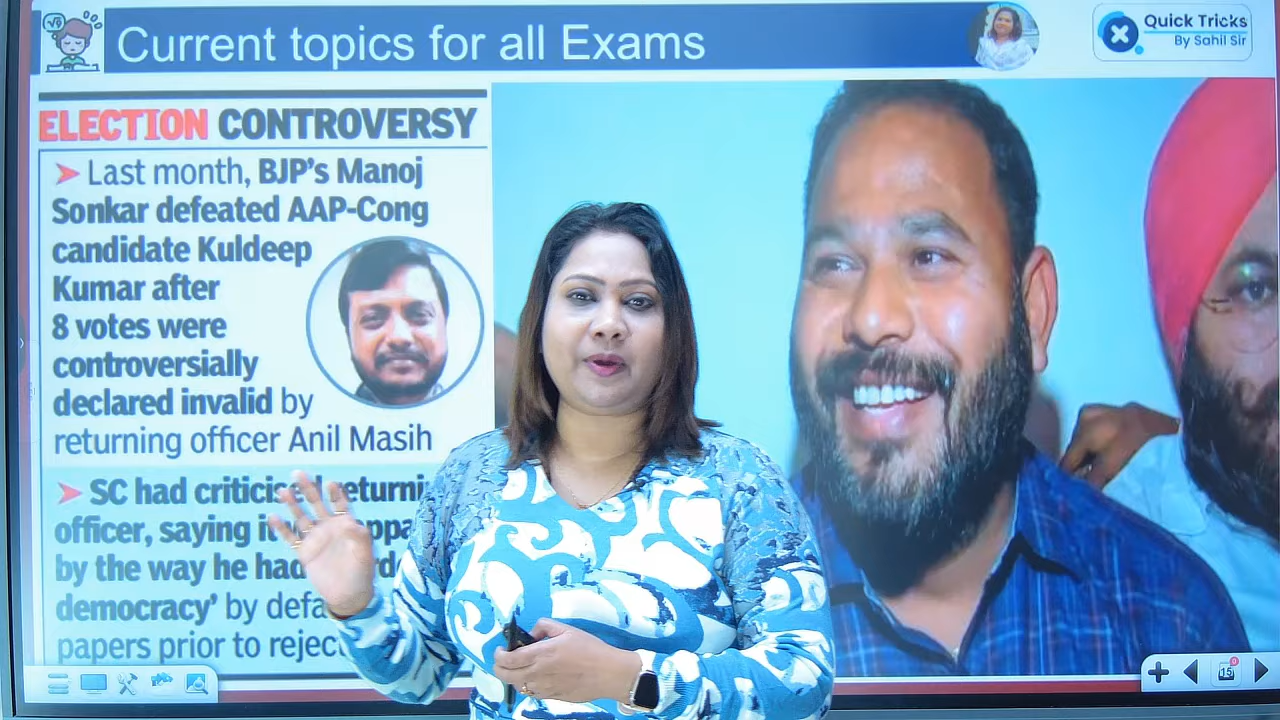 √9
Current topics for all Exams
Quick Tricks
By Sahil Sir
ELECTION CONTROVERSY
➤ Last month, BJP's Manoj
Sonkar defeated AAP-Cong
candidate Kuldeep
Kumar after
8 votes were
controversially
declared invalid by
returning officer Anil Masih
➤ SC had criticised
officer, saying
by the way he had
democracy' by
papers prior to
15